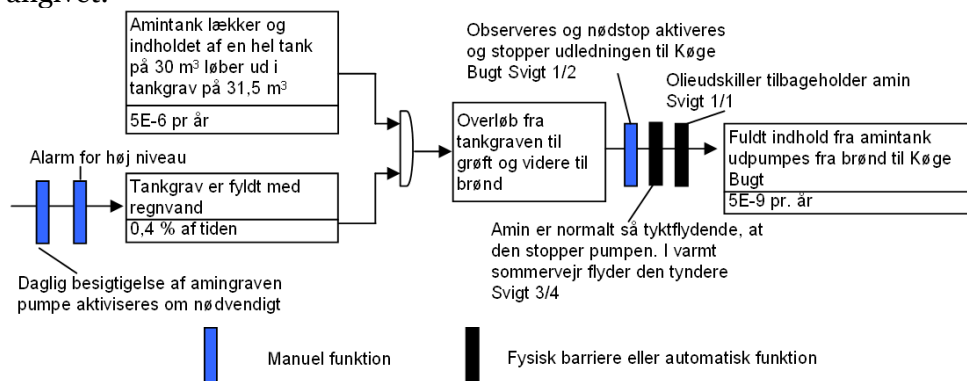 angivet.
Amintank lækker og
indholdet af en hel tank
på 30 m³ løber ud i
tankgrav på 31,5 m³
5E-6 pr år
Alarm for høj niveau
Tankgrav er fyldt med
regnvand
0,4 % af tiden
Daglig besigtigelse af amingraven
pumpe aktiviseres om nødvendigt
Overløb fra
tankgraven til
grøft og videre til
brønd
Observeres og nødstop aktiveres
og stopper udledningen til Køge
Bugt Svigt 1/2
Olieudskiller tilbageholder amin
Svigt 1/1
Amin er normalt så tyktflydende, at
den stopper pumpen. I varmt
sommervejr flyder den tyndere
Svigt 3/4
Fuldt indhold fra amintank
udpumpes fra brønd til Køge
Bugt
5E-9 pr. år
Manuel funktion
Fysisk barriere eller automatisk funktion